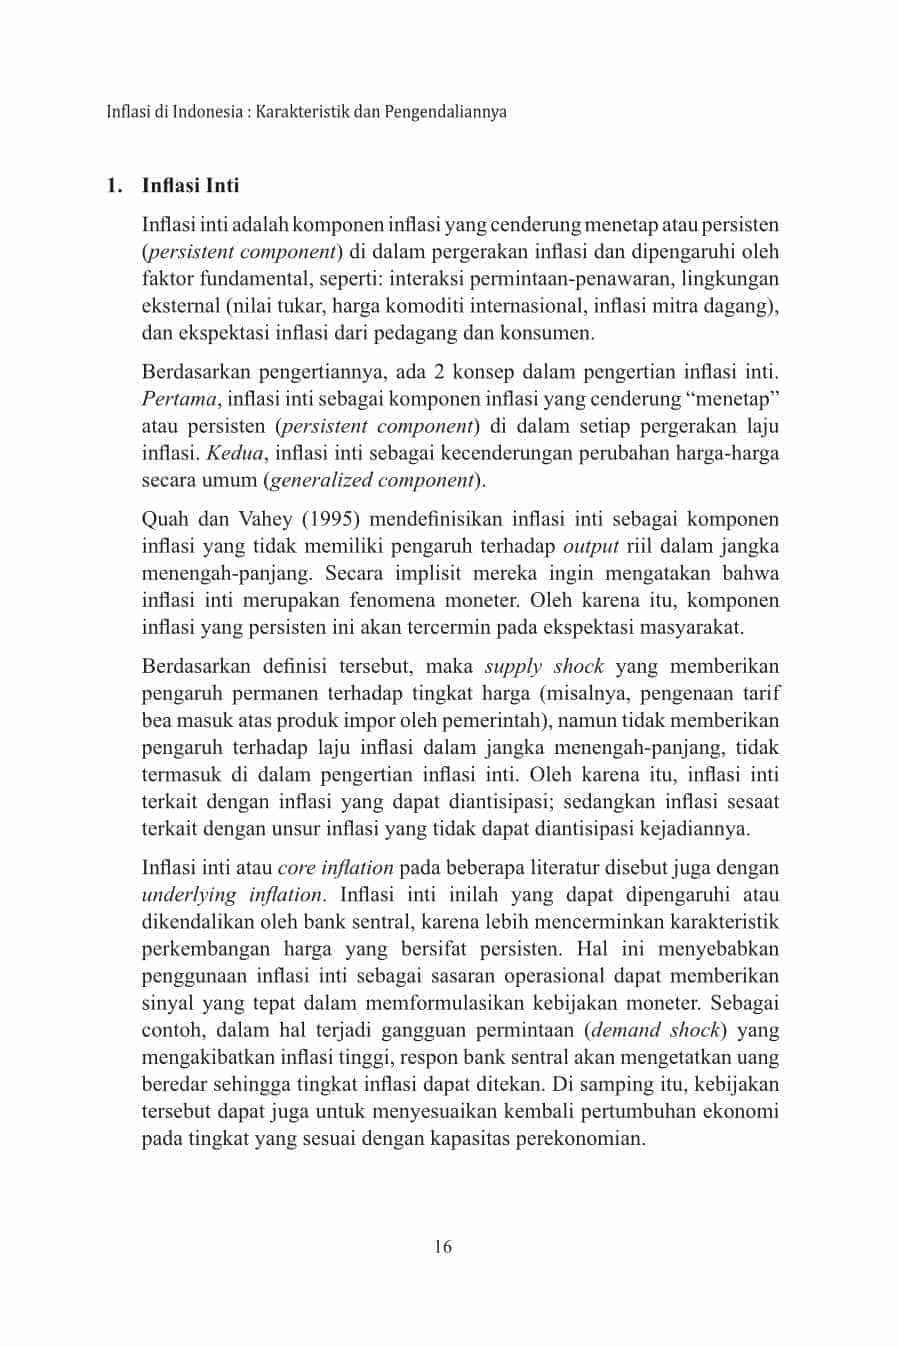 Inflasi di Indonesia : Karakteristik dan Pengendaliannya
1. Inflasi Inti
Inflasi inti adalah komponen inflasi yang cenderung menetap atau persisten
(persistent component) di dalam pergerakan inflasi dan dipengaruhi oleh
faktor fundamental, seperti: interaksi permintaan-penawaran, lingkungan
eksternal (nilai tukar, harga komoditi internasional, inflasi mitra dagang),
dan ekspektasi inflasi dari pedagang dan konsumen.
Berdasarkan pengertiannya, ada 2 konsep dalam pengertian inflasi inti.
Pertama, inflasi inti sebagai komponen inflasi yang cenderung “menetap”
atau persisten (persistent component) di dalam setiap pergerakan laju
inflasi. Kedua, inflasi inti sebagai kecenderungan perubahan harga-harga
secara umum (generalized component).
Quah dan Vahey (1995) mendefinisikan inflasi inti sebagai komponen
inflasi yang tidak memiliki pengaruh terhadap output riil dalam jangka
menengah-panjang. Secara implisit mereka ingin mengatakan bahwa
inflasi inti merupakan fenomena moneter. Oleh karena itu, komponen
inflasi yang persisten ini akan tercermin pada ekspektasi masyarakat.
Berdasarkan definisi tersebut, maka supply shock yang memberikan
pengaruh permanen terhadap tingkat harga (misalnya, pengenaan tarif
bea masuk atas produk impor oleh pemerintah), namun tidak memberikan
pengaruh terhadap laju inflasi dalam jangka menengah-panjang, tidak
termasuk di dalam pengertian inflasi inti. Oleh karena itu, inflasi inti
terkait dengan inflasi yang dapat diantisipasi; sedangkan inflasi sesaat
terkait dengan unsur inflasi yang tidak dapat diantisipasi kejadiannya.
Inflasi inti atau core inflation pada beberapa literatur disebut juga dengan
underlying inflation. Inflasi inti inilah yang dapat dipengaruhi atau
dikendalikan oleh bank sentral, karena lebih mencerminkan karakteristik
perkembangan harga yang bersifat persisten. Hal ini menyebabkan
penggunaan inflasi inti sebagai sasaran operasional dapat memberikan
sinyal yang tepat dalam memformulasikan kebijakan moneter. Sebagai
contoh, dalam hal terjadi gangguan permintaan (demand shock) yang
mengakibatkan inflasi tinggi, respon bank sentral akan mengetatkan uang
beredar sehingga tingkat inflasi dapat ditekan. Di samping itu, kebijakan
tersebut dapat juga untuk menyesuaikan kembali pertumbuhan ekonomi
pada tingkat yang sesuai dengan kapasitas perekonomian.
16